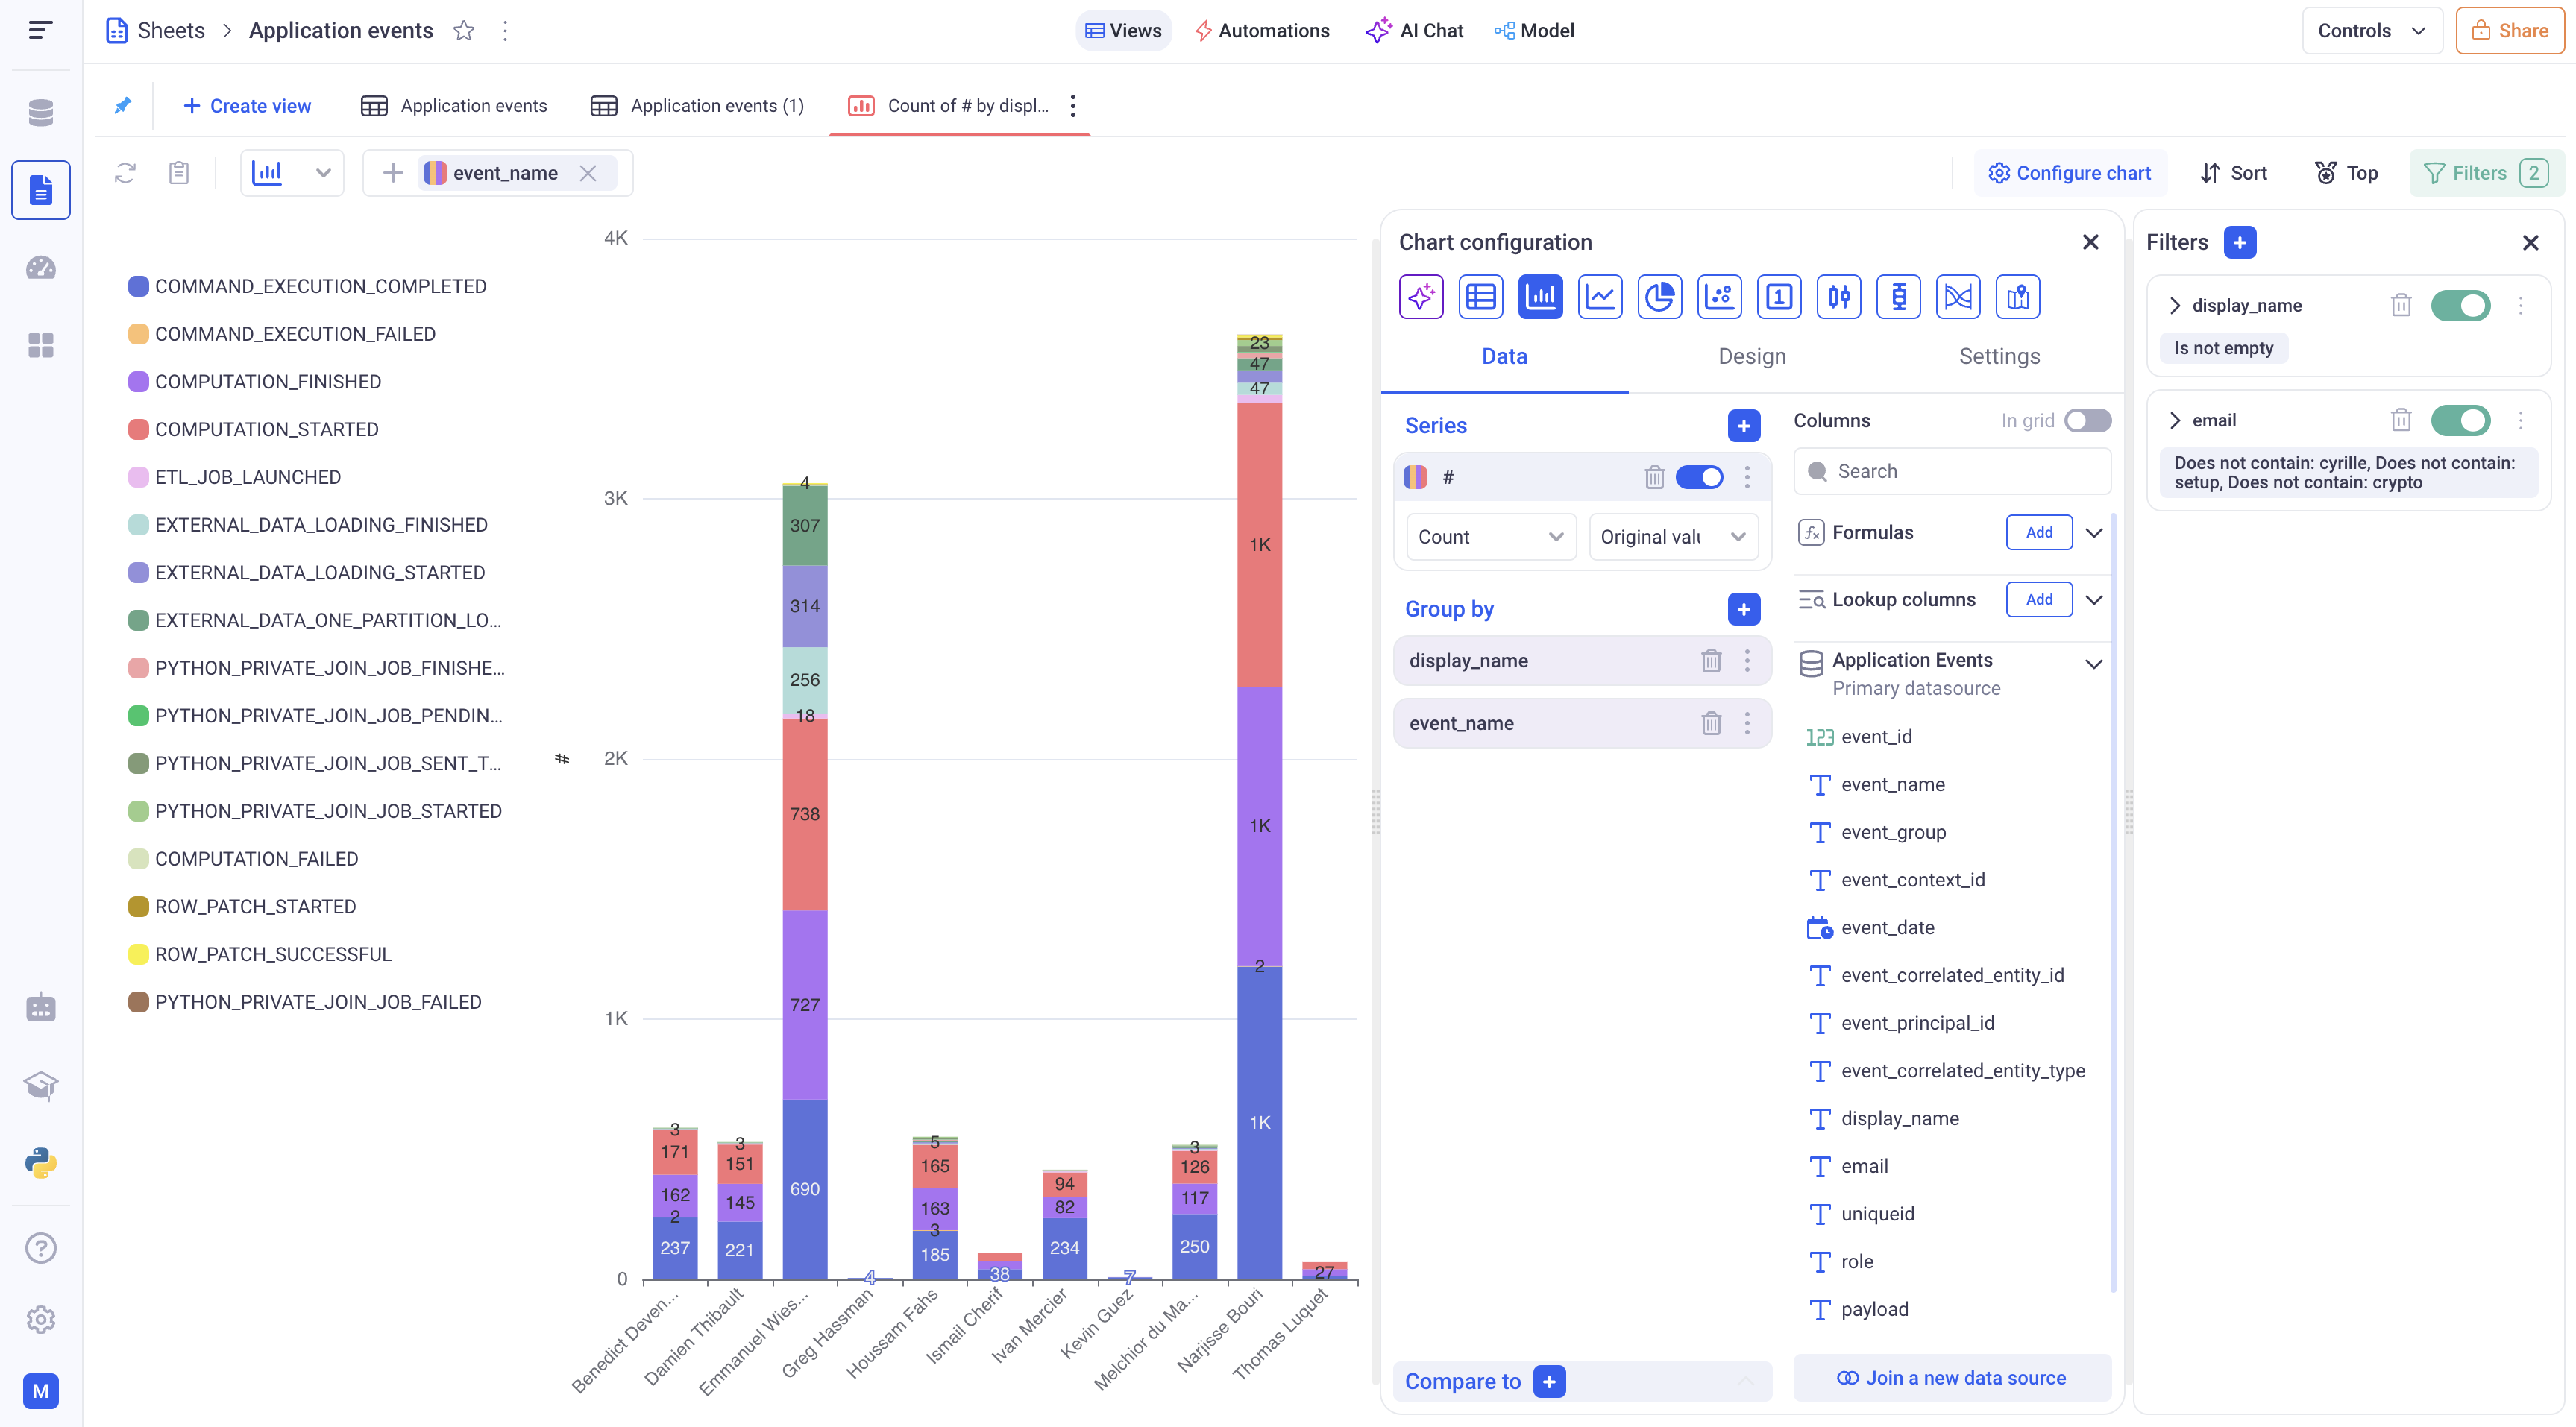 Sheets > Application events
Views
Automations
AI Chat
Model
Controls
Share
Create view
Application events
Application events (1)
Count of # by displ...
event_name
Configure chart
Sort
Top
Filters 2
COMMAND_EXECUTION_COMPLETED
COMMAND_EXECUTION_FAILED
COMPUTATION_FINISHED
COMPUTATION_STARTED
ETL_JOB_LAUNCHED
EXTERNAL_DATA_LOADING_FINISHED
EXTERNAL_DATA_LOADING_STARTED
EXTERNAL_DATA_ONE_PARTITION_LO...
PYTHON_PRIVATE_JOIN_JOB_FINISHE...
PYTHON_PRIVATE_JOIN_JOB_PENDIN...
PYTHON_PRIVATE_JOIN_JOB_SENT_T...
PYTHON_PRIVATE_JOIN_JOB_STARTED
COMPUTATION_FAILED
ROW_PATCH_STARTED
ROW_PATCH_SUCCESSFUL
PYTHON_PRIVATE_JOIN_JOB_FAILED
#
4K
3K
2K
1K
0
3
171
162
2
237
3
151
145
221
4
307
314
256
18
738
727
690
4
5
165
163
3
185
38
94
82
234
7
3
126
117
250
23
47
47
1K
1K
2
1K
27
Benedict Deven...
Damien Thibault
Emmanuel Wies...
Greg Hassman
Houssam Fahs
Ismail Cherif
Ivan Mercier
Kevin Guez
Melchior du Ma...
Narjisse Bouri
Thomas Luquet
Chart configuration
1
Data
Design
Settings
Series
#
Count
Original valu
Group by
display_name
event_name
Compare to
Columns
In grid
Search
fx Formulas
Add
Lookup columns
Add
Application Events
Primary datasource
123 event_id
T event_name
T event_group
T event_context_id
event_date
T event_correlated_entity_id
T event_principal_id
T event_correlated_entity_type
T display_name
T email
T uniqueid
T role
T payload
Join a new data source
Filters
display_name
Is not empty
email
Does not contain: cyrille, Does not contain:
setup, Does not contain: crypto
M